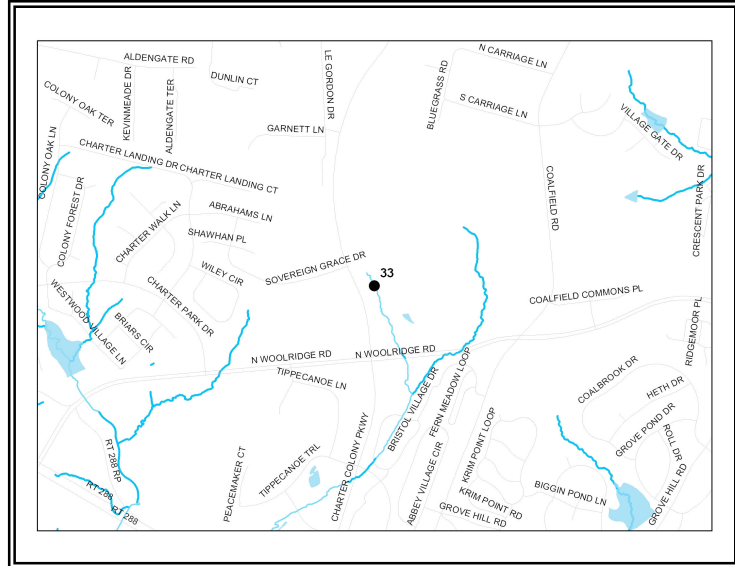 N CARRIAGE LN
ALDENGATE RD
LE GORDON DR
DUNLIN CT
KEVINMEADE DR
ALDENGATE TER
BLUEGRASS RD
COLONY OAK TER
S CARRIAGE LN
VILLAGE GATE DR
GARNETT LN
COLONY OAK LN
CHARTER LANDING DR
CHARTER LANDING CT
COALFIELD RD
CRESCENT PARK DR
COLONY FOREST DR
ABRAHAMS LN
CHARTER WALK LN
SHAWHAN PL
WILEY CIR
SOVEREIGN GRACE DR
33
WESTWOOD VILLAGE LN
CHARTER PARK DR
COALFIELD COMMONS PL
BRIARS CIR
RIDGEMOOR PL
N WOOLRIDGE RD
N WOOLRIDGE RD
TIPPECANOE LN
BRISTOL VILLAGE DR
FERN MEADOW LOOP
COALBROOK DR
HETH DR
GROVE POND DR
ROLL DR
KRIM POINT LOOP
CHARTER COLONY PKWY
RT 288 RP
TIPPECANOE TRL
PEACEMAKER CT
ABBEY VILLAGE CIR
BIGGIN POND LN
KRIM POINT RD
GROVE HILL RD
GROVE HILL RD
RT 288
RT 288